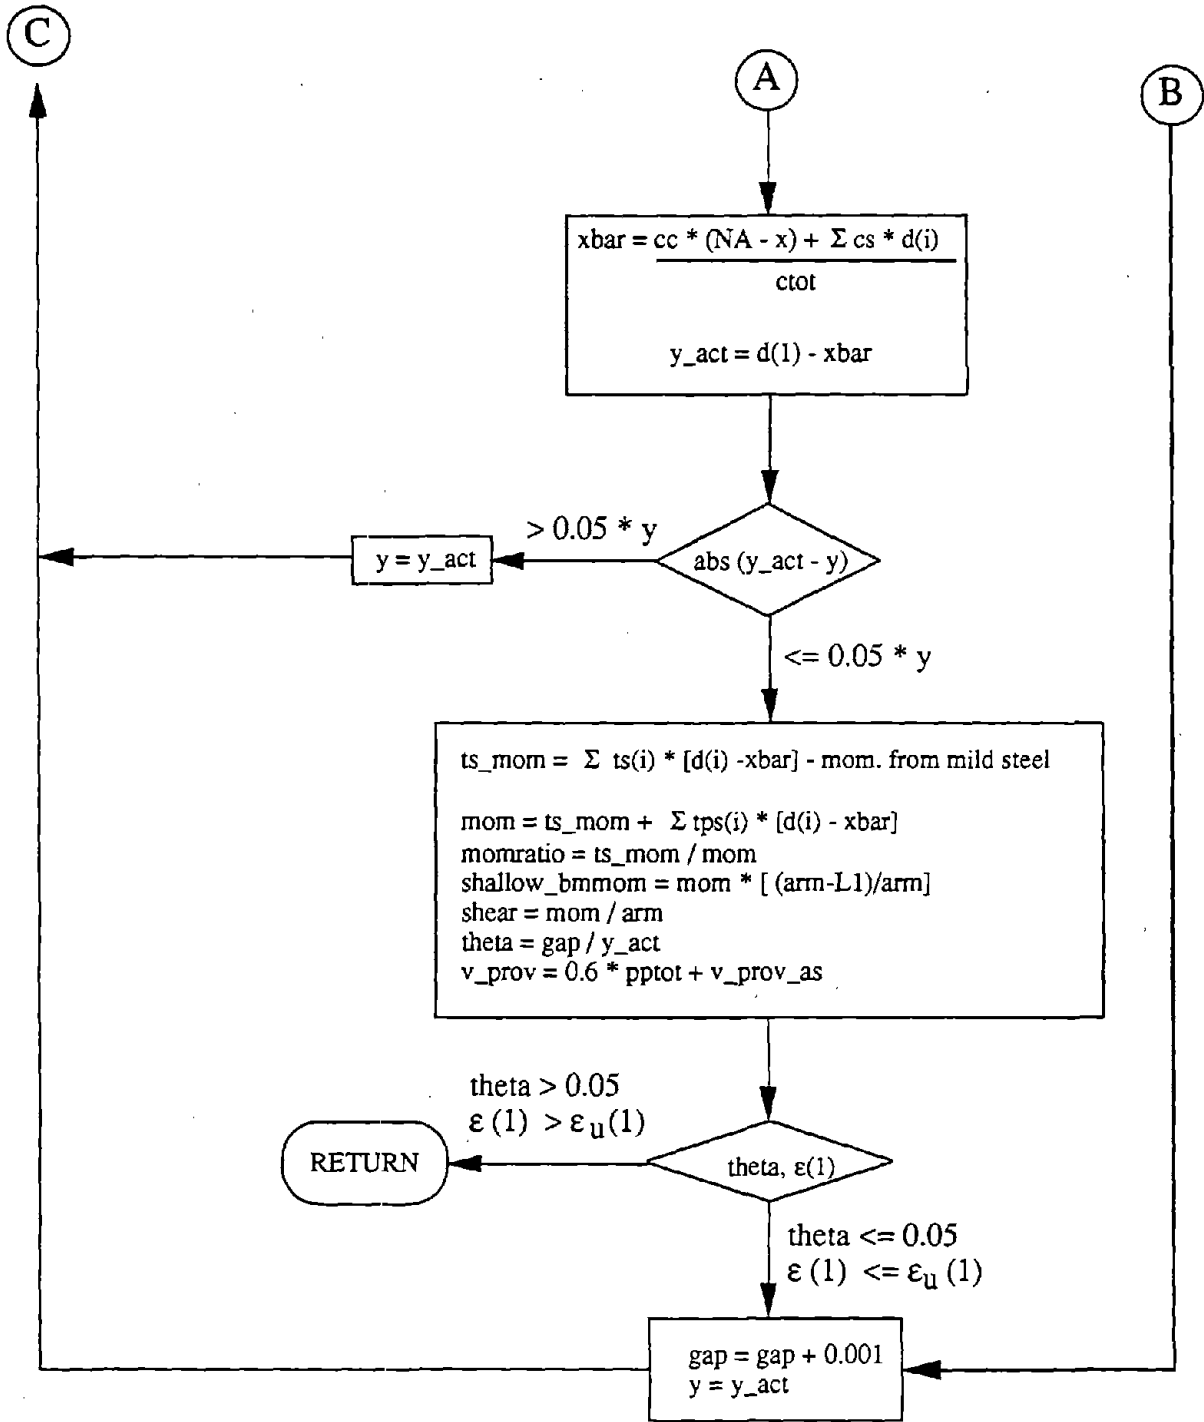 C
A
B
xbar = cc * (NA - x) + Σ cs * d(i)
ctot
y_act = d(1) - xbar
> 0.05 * y
y = y_act
abs (y_act - y)
<= 0.05 * y
ts_mom = Σ ts(i) * [d(i) -xbar] - mom. from mild steel
mom = ts_mom + Σ tps(i) * [d(i) - xbar]
momratio = ts_mom / mom
shallow_bmmom = mom * [ (arm-L1)/arm]
shear = mom / arm
theta = gap / y_act
v_prov = 0.6 * pptot + v_prov_as
theta > 0.05
ε (1) > εu(1)
RETURN
theta, ε(1)
theta <= 0.05
ε (1) <= εu (1)
gap = gap + 0.001
y = y_act